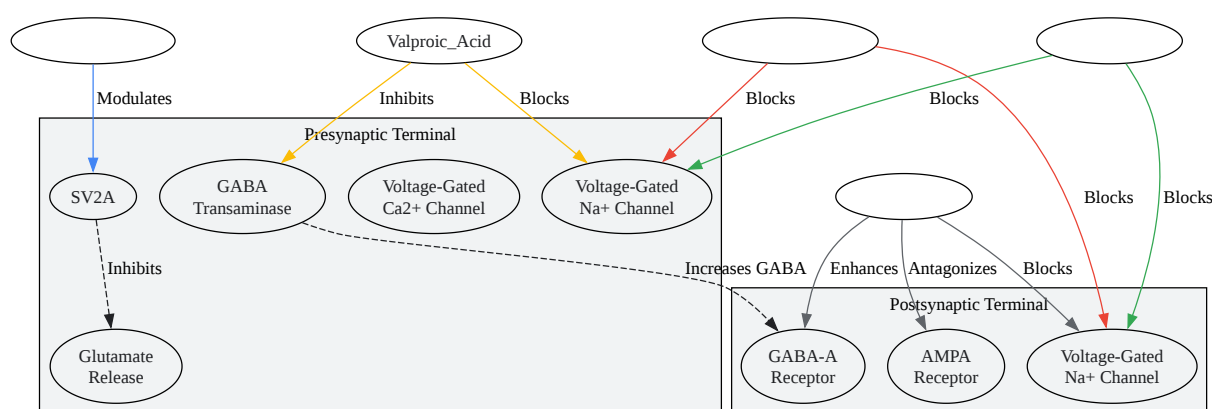 Valproic_Acid
Modulates
Inhibits
Blocks
Blocks
Blocks
Presynaptic Terminal
SV2A
GABA
Transaminase
Voltage-Gated
Ca2+ Channel
Voltage-Gated
Na+ Channel
Blocks
Blocks
Inhibits
Increases GABA
Enhances
Antagonizes
Blocks
Postsynaptic Terminal
Glutamate
Release
GABA-A
Receptor
AMPA
Receptor
Voltage-Gated
Na+ Channel